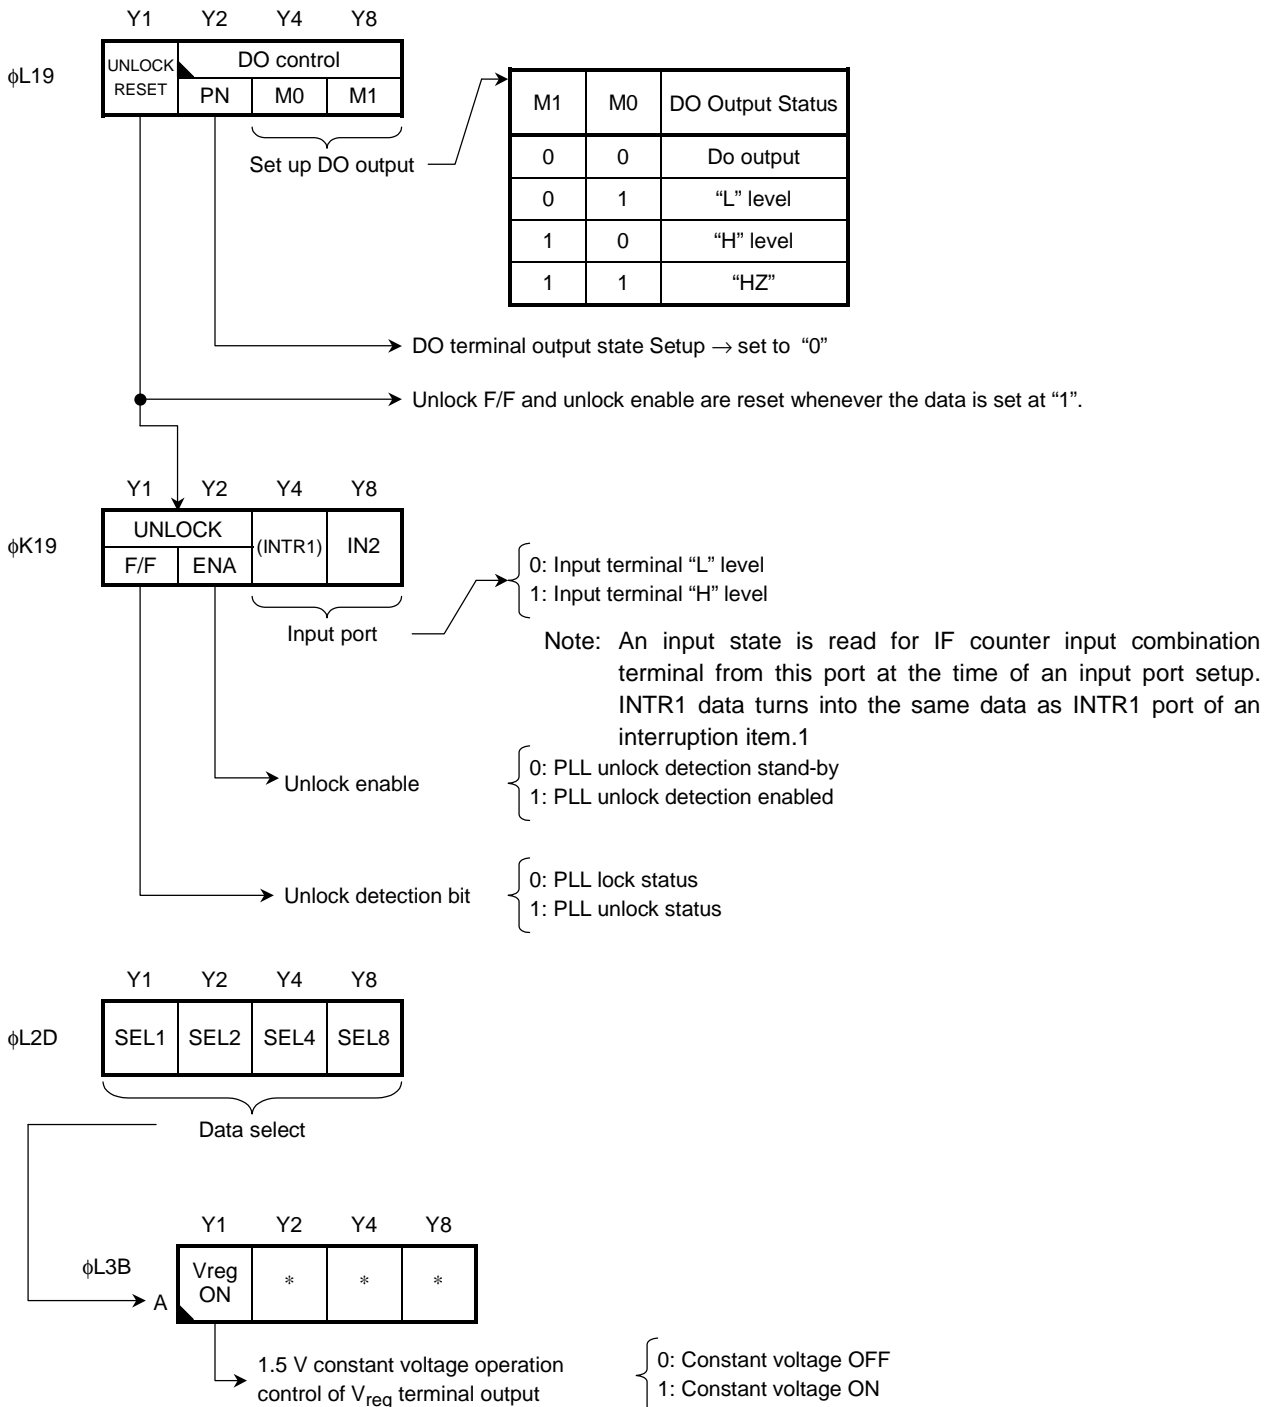 Y1 Y2 Y4 Y8
ϕL19
UNLOCK RESET
DO control
PN M0 M1
Set up DO output
M1 M0 DO Output Status
0 0 Do output
0 1 “L” level
1 0 “H” level
1 1 “HZ”
DO terminal output state Setup → set to “0”
Unlock F/F and unlock enable are reset whenever the data is set at “1”.
Y1 Y2 Y4 Y8
ϕK19
UNLOCK
F/F ENA
(INTR1)
IN2
Input port
0: Input terminal “L” level
1: Input terminal “H” level
Note: An input state is read for IF counter input combination
terminal from this port at the time of an input port setup.
INTR1 data turns into the same data as INTR1 port of an
interruption item.1
Unlock enable
0: PLL unlock detection stand-by
1: PLL unlock detection enabled
Unlock detection bit
0: PLL lock status
1: PLL unlock status
Y1 Y2 Y4 Y8
ϕL2D
SEL1 SEL2 SEL4 SEL8
Data select
Y1 Y2 Y4 Y8
ϕL3B
A
Vreg ON
* * *
1.5 V constant voltage operation
control of Vreg terminal output
0: Constant voltage OFF
1: Constant voltage ON